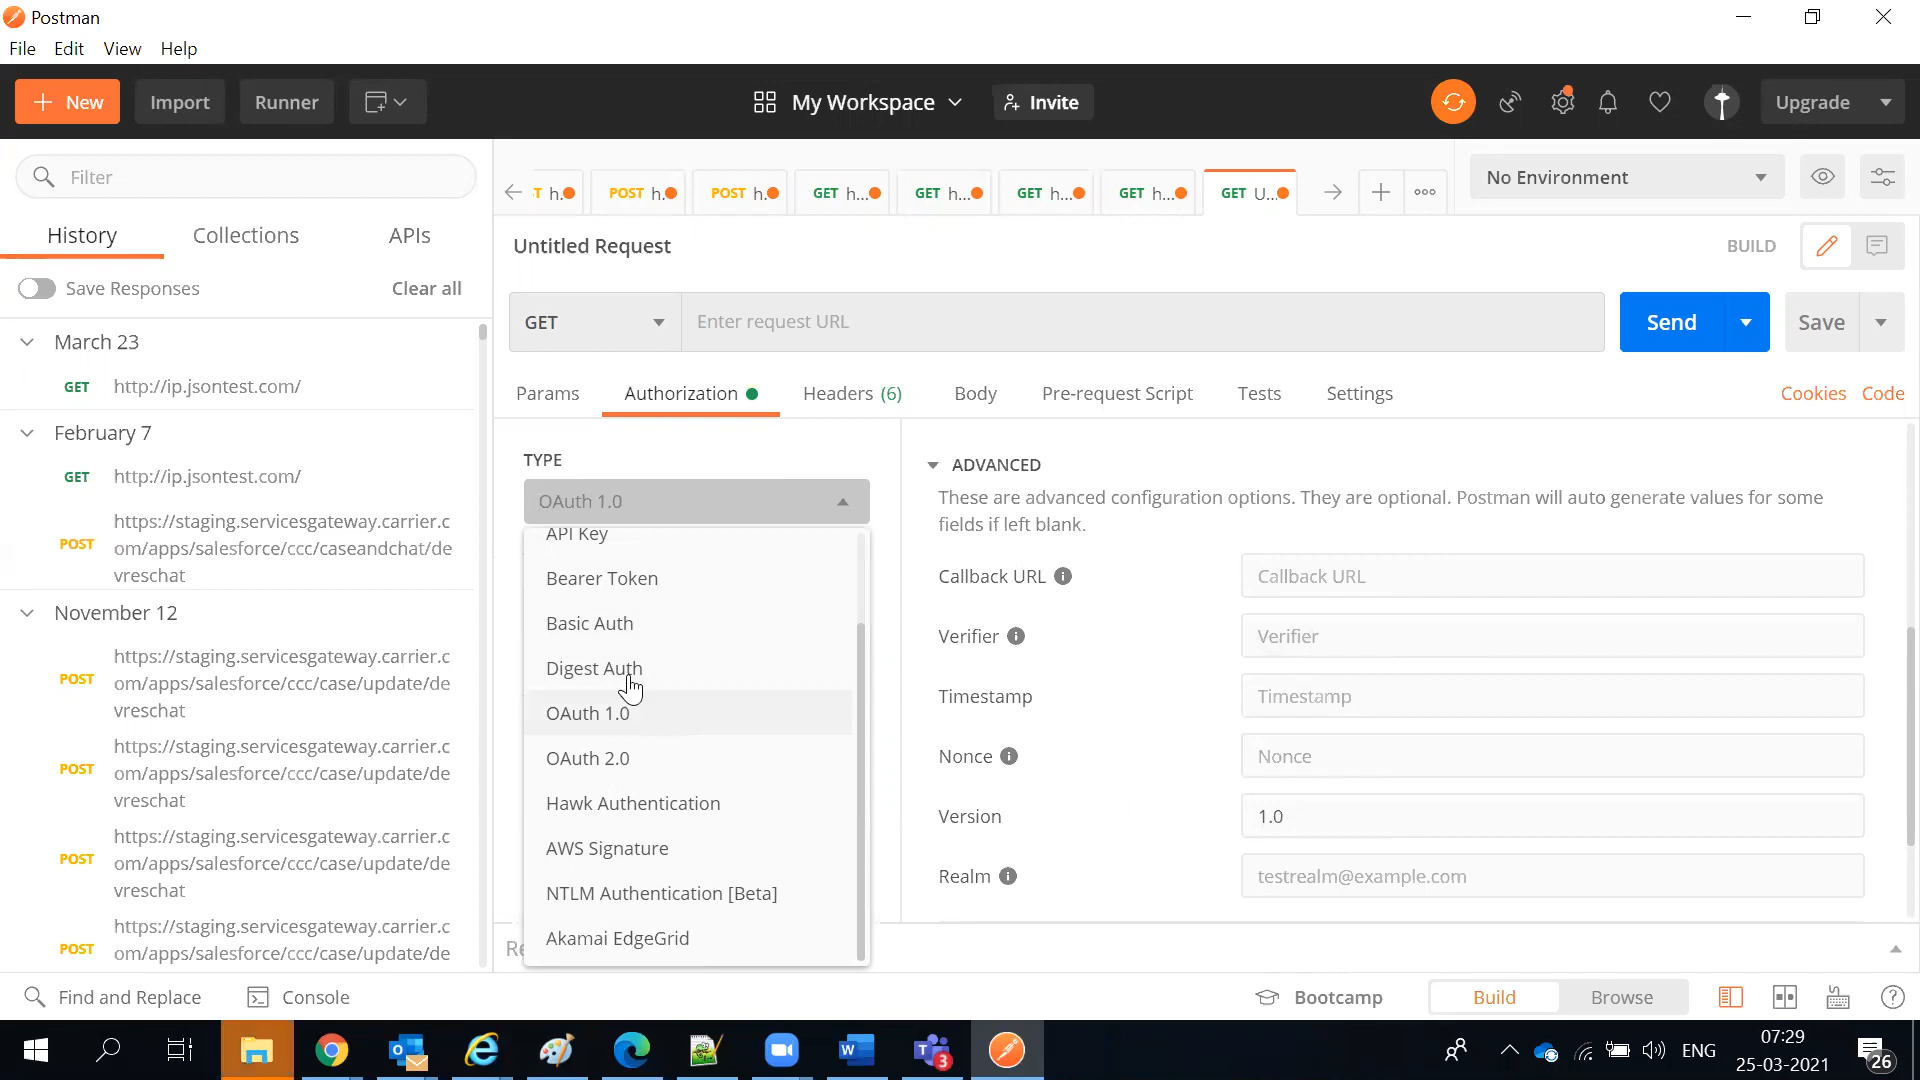 Postman
File Edit View Help
New Import Runner My Workspace Invite Upgrade
Filter
T h. POST h. POST h. GET h... GET h... GET h... GET h... GET U...
No Environment
History Collections APIs
Untitled Request
BUILD
Save Responses Clear all
GET Enter request URL Send Save
March 23
GET http://ip.jsontest.com/
Params Authorization Headers (6) Body Pre-request Script Tests Settings Cookies Code
February 7
GET http://ip.jsontest.com/
https://staging.servicesgateway.carrier.c
POST om/apps/salesforce/ccc/caseandchat/de
vreschat
November 12
https://staging.servicesgateway.carrier.c
POST om/apps/salesforce/ccc/case/update/de
vreschat
https://staging.servicesgateway.carrier.c
POST om/apps/salesforce/ccc/case/update/de
vreschat
https://staging.servicesgateway.carrier.c
POST om/apps/salesforce/ccc/case/update/de
vreschat
https://staging.servicesgateway.carrier.c
POST om/apps/salesforce/ccc/case/update/de
TYPE
OAuth 1.0
API Key
Bearer Token
Basic Auth
Digest Auth
OAuth 1.0
OAuth 2.0
Hawk Authentication
AWS Signature
NTLM Authentication [Beta]
Akamai EdgeGrid
Re
ADVANCED
These are advanced configuration options. They are optional. Postman will auto generate values for some
fields if left blank.
Callback URL Callback URL
Verifier Verifier
Timestamp Timestamp
Nonce Nonce
Version 1.0
Realm testrealm@example.com
Find and Replace Console Bootcamp Build Browse
3
ENG
07:29
25-03-2021
26